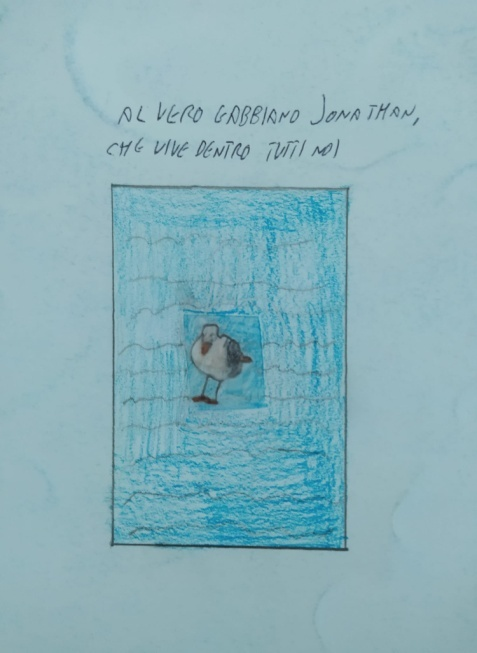 AL VERO GABBIANO JONATHAN,
CHE VIVE DENTRO TUTTI NOI